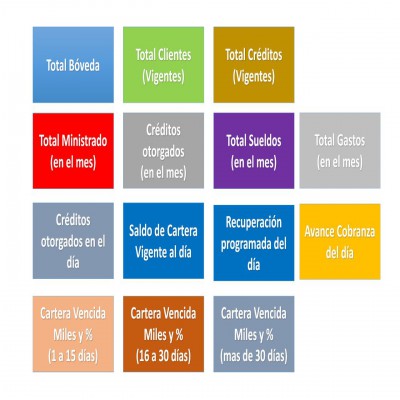 Total Bóveda
Total Clientes
(Vigentes)
Total Créditos
(Vigentes)
Total Ministrado
(en el mes)
Créditos
otorgados
(en el mes)
Total Sueldos
(en el mes)
Total Gastos
(en el mes)
Créditos
otorgados en el
día
Saldo de Cartera
Vigente al día
Recuperación
programada del
día
Avance Cobranza
del día
Cartera Vencida
Miles y %
(1 a 15 días)
Cartera Vencida
Miles y %
(16 a 30 días)
Cartera Vencida
Miles y %
(mas de 30 días)